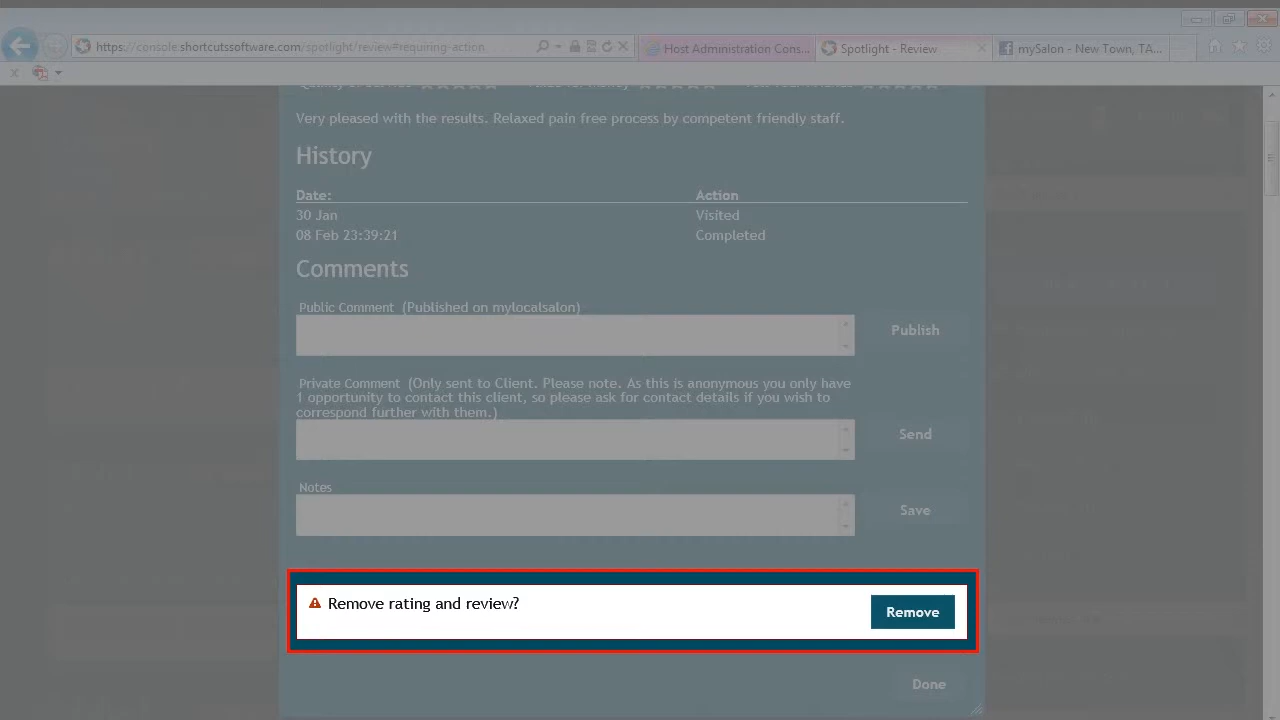 https://console.shortcutssoftware.com/spotlight/review=requiring-action
Host Administration Cons...
Spotlight - Review
mySalon - New Town, TA...
Very pleased with the results. Relaxed pain free process by competent friendly staff.
History
Date: Action
30 Jan Visited
08 Feb 23:39:21 Completed
Comments
Public Comment (Published on mylocalsalon)
Publish
Private Comment (Only sent to Client. Please note. As this is anonymous you only have
1 opportunity to contact this client, so please ask for contact details if you wish to
correspond further with them.)
Send
Notes
Save
Remove rating and review?
Remove
Done